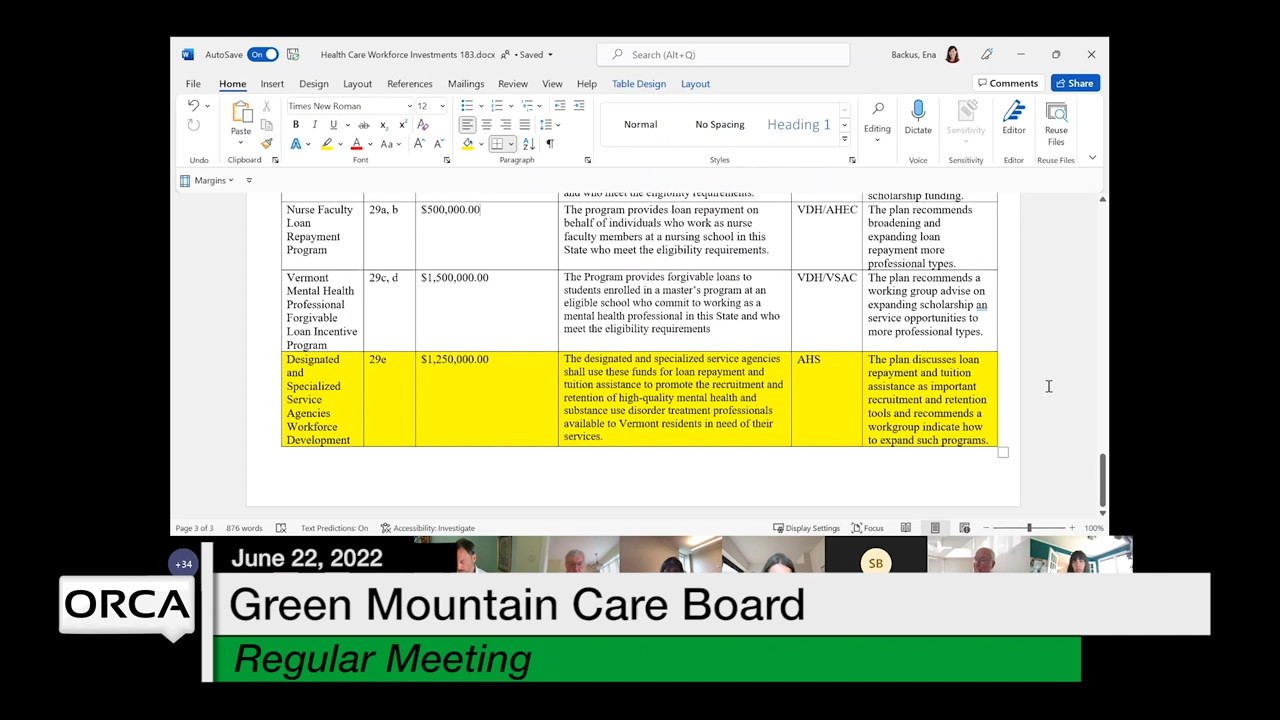 AutoSave On Health Care Workforce Investments 183.docx • Saved Search (Alt+Q) Backus, Ena
File Home Insert Design Layout References Mailings Review View Help Table Design Layout Comments Share
Times New Roman 12
Paste
B U ab x₂ x² A
A A Aa A A
Normal No Spacing Heading 1
Editing Dictate Sensitivity Editor Reuse Files
Undo Clipboard Font Paragraph Styles Voice Sensitivity Editor Reuse Files
Margins
and who meet the eligibility requirements.
scholarship funding.
Nurse Faculty
Loan
Repayment
Program
29a, b
$500,000.00
The program provides loan repayment on
behalf of individuals who work as nurse
faculty members at a nursing school in this
State who meet the eligibility requirements.
VDH/AHEC
The plan recommends
broadening and
expanding loan
repayment more
professional types.
Vermont
Mental Health
Professional
Forgivable
Loan Incentive
Program
29c, d
$1,500,000.00
The Program provides forgivable loans to
students enrolled in a master's program at an
eligible school who commit to working as a
mental health professional in this State and who
meet the eligibility requirements
VDH/VSAC
The plan recommends a
working group advise on
expanding scholarship an
service opportunities to
more professional types.
Designated
and
Specialized
Service
Agencies
Workforce
Development
29e
$1,250,000.00
The designated and specialized service agencies
shall use these funds for loan repayment and
tuition assistance to promote the recruitment and
retention of high-quality mental health and
substance use disorder treatment professionals
available to Vermont residents in need of their
services.
AHS
The plan discusses loan
repayment and tuition
assistance as important
recruitment and retention
tools and recommends a
workgroup indicate how
to expand such programs.
Page 3 of 3 876 words Text Predictions: On Accessibility: Investigate Display Settings Focus 100%
+34
SB
June 22, 2022
ORCA
Green Mountain Care Board
Regular Meeting